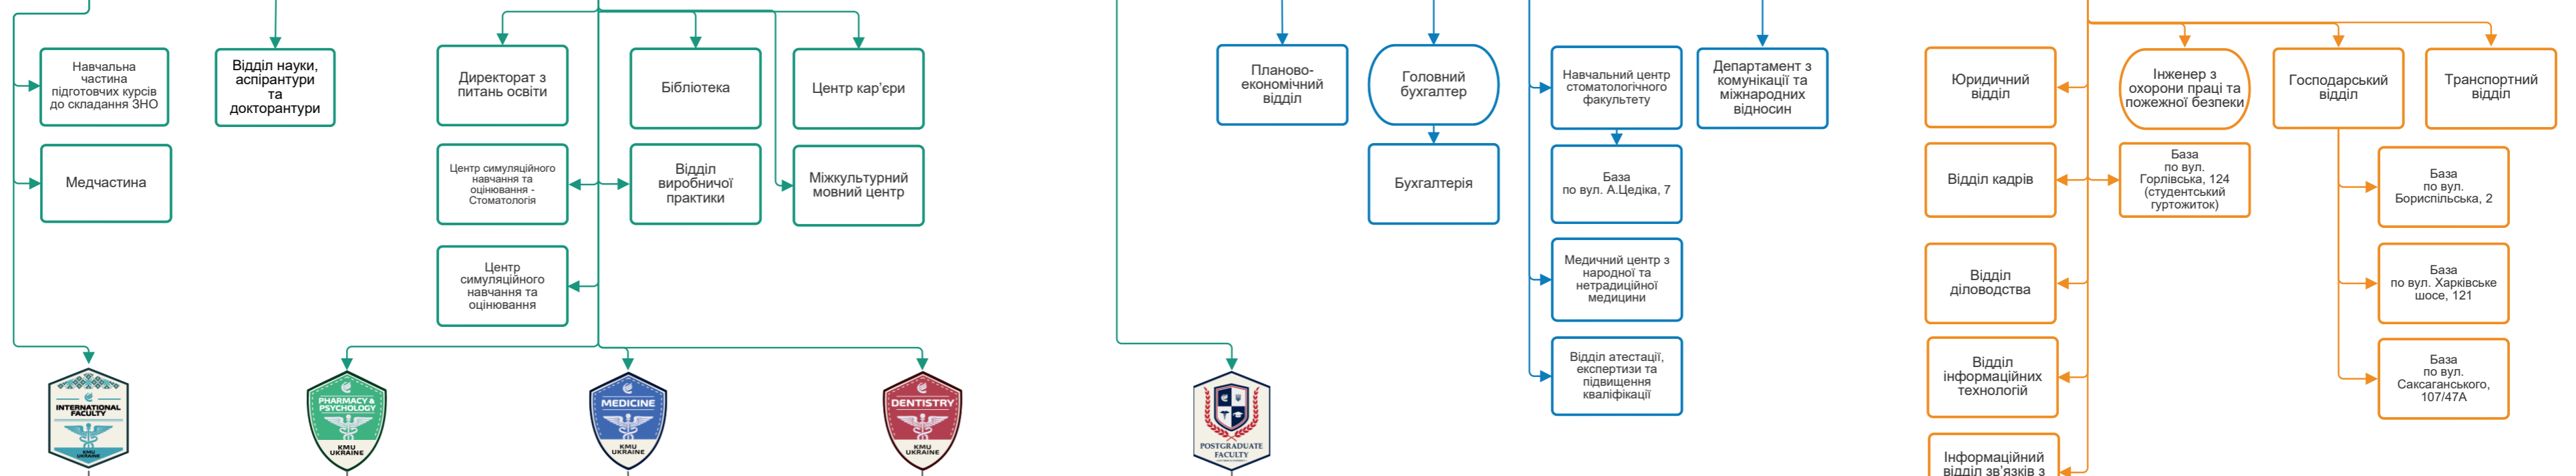 Навчальна
частина
підготовчих курсів
до складання ЗНО
Медчастина
Відділ науки,
аспірантури
та
докторантури
Директорат з
питань освіти
Бібліотека
Центр кар’єри
Центр симуляційного
навчання та
оцінювання -
Стоматологія
Відділ
виробничої
практики
Міжкультурний
мовний центр
Центр
симуляційного
навчання та
оцінювання
INTERNATIONAL
FACULTY
KMU
UKRAINE
PHARMACY &
PSYCHOLOGY
KMU
UKRAINE
MEDICINE
KMU
UKRAINE
DENTISTRY
KMU
UKRAINE
POSTGRADUATE
FACULTY
Планово-
економічний
відділ
Головний
бухгалтер
Бухгалтерія
Навчальний центр
стоматологічного
факультету
База
по вул. А.Цедіка, 7
Медичний центр з
народної та
нетрадиційної
медицини
Відділ атестації,
експертизи та
підвищення
кваліфікації
Департамент з
комунікації та
міжнародних
відносин
Юридичний
відділ
Інженер з
охорони праці та
пожежної безпеки
Господарський
відділ
Транспортний
відділ
Відділ кадрів
База
по вул.
Горлівська, 124
(студентський
гуртожиток)
База
по вул.
Бориспільська, 2
Відділ
діловодства
База
по вул. Харківське
шосе, 121
Відділ
інформаційних
технологій
База
по вул.
Саксаганського,
107/47А
Інформаційний
відділ зв’язків з